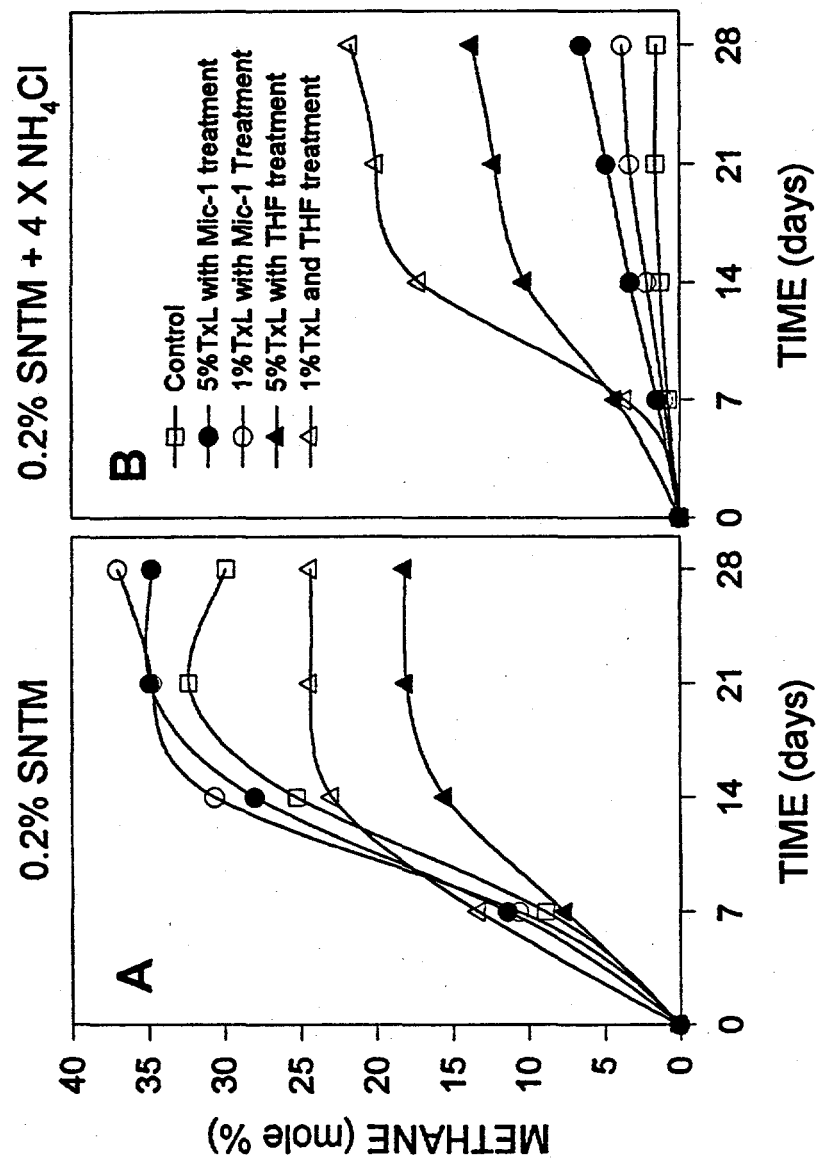 0.2% SNTM
0.2% SNTM + 4 X NH4Cl
A
B
Control
5%TxL with Mic-1 treatment
1%TxL with Mic-1 Treatment
5%TxL with THF treatment
1%TxL and THF treatment
METHANE (mole %)
40
35
30
25
20
15
10
5
0
0 7 14 21 28
0 7 14 21 28
TIME (days)
TIME (days)